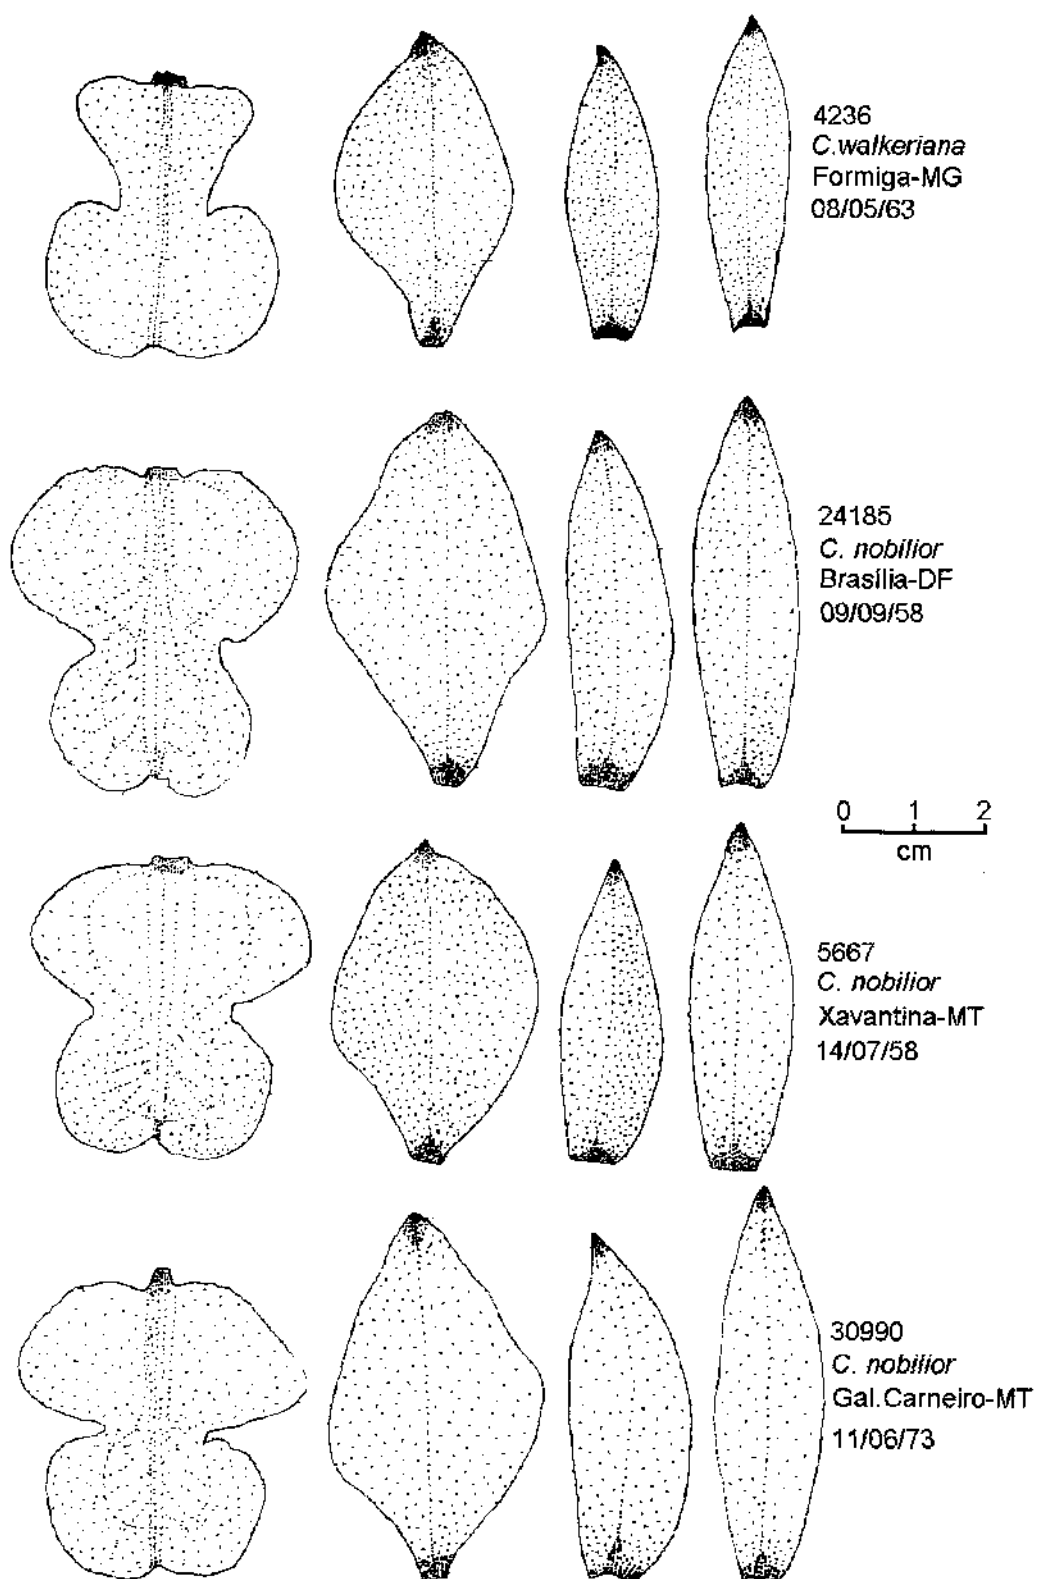 4236
C.walkeriana
Formiga-MG
08/05/63
24185
C. nobilior
Brasília-DF
09/09/58
0 1 2
cm
5667
C. nobilior
Xavantina-MT
14/07/58
30990
C. nobilior
Gal.Carneiro-MT
11/06/73